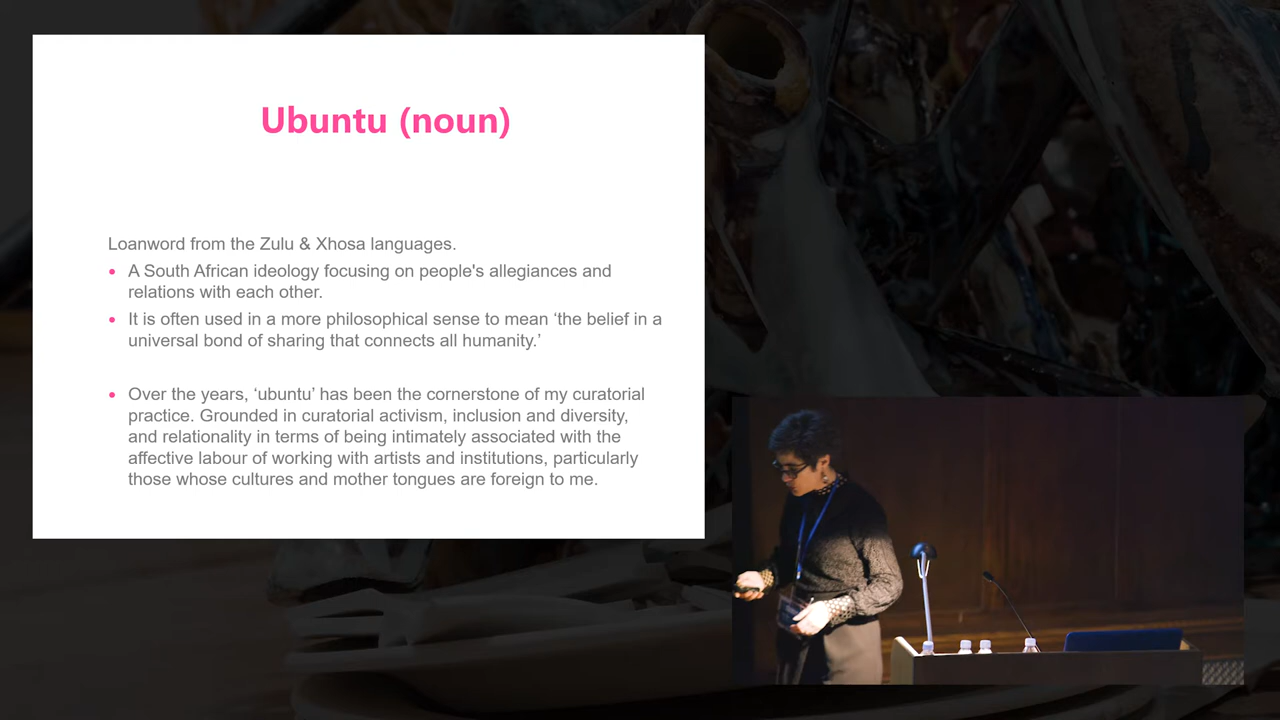 Ubuntu (noun)
Loanword from the Zulu & Xhosa languages.
• A South African ideology focusing on people's allegiances and
relations with each other.
• It is often used in a more philosophical sense to mean ‘the belief in a
universal bond of sharing that connects all humanity.’
• Over the years, ‘ubuntu’ has been the cornerstone of my curatorial
practice. Grounded in curatorial activism, inclusion and diversity,
and relationality in terms of being intimately associated with the
affective labour of working with artists and institutions, particularly
those whose cultures and mother tongues are foreign to me.